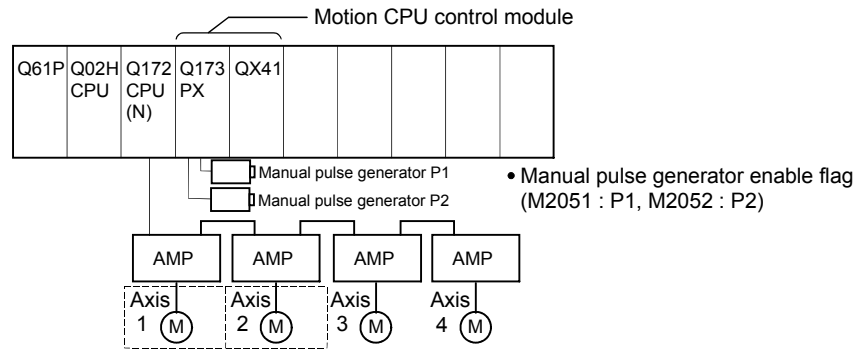 Motion CPU control module
Q61P Q02H CPU Q172 CPU (N) Q173 PX QX41
Manual pulse generator P1
Manual pulse generator P2
• Manual pulse generator enable flag
(M2051 : P1, M2052 : P2)
AMP AMP AMP AMP
Axis 1 M Axis 2 M Axis 3 M Axis 4 M